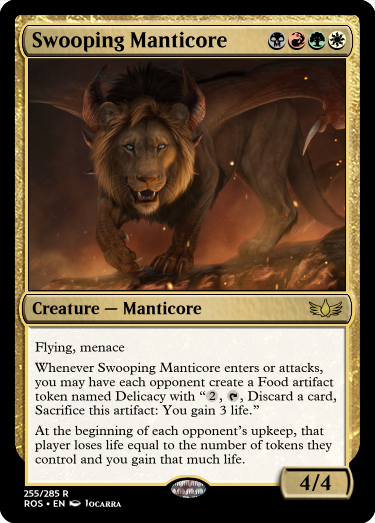 Swooping Manticore
Creature — Manticore
Flying, menace
Whenever Swooping Manticore enters or attacks,
you may have each opponent create a Food artifact
token named Delicacy with “2, , Discard a card,
Sacrifice this artifact: You gain 3 life.”
At the beginning of each opponent’s upkeep, that
player loses life equal to the number of tokens they
control and you gain that much life.
4/4
255/285 R
ROS • EN Iocarra